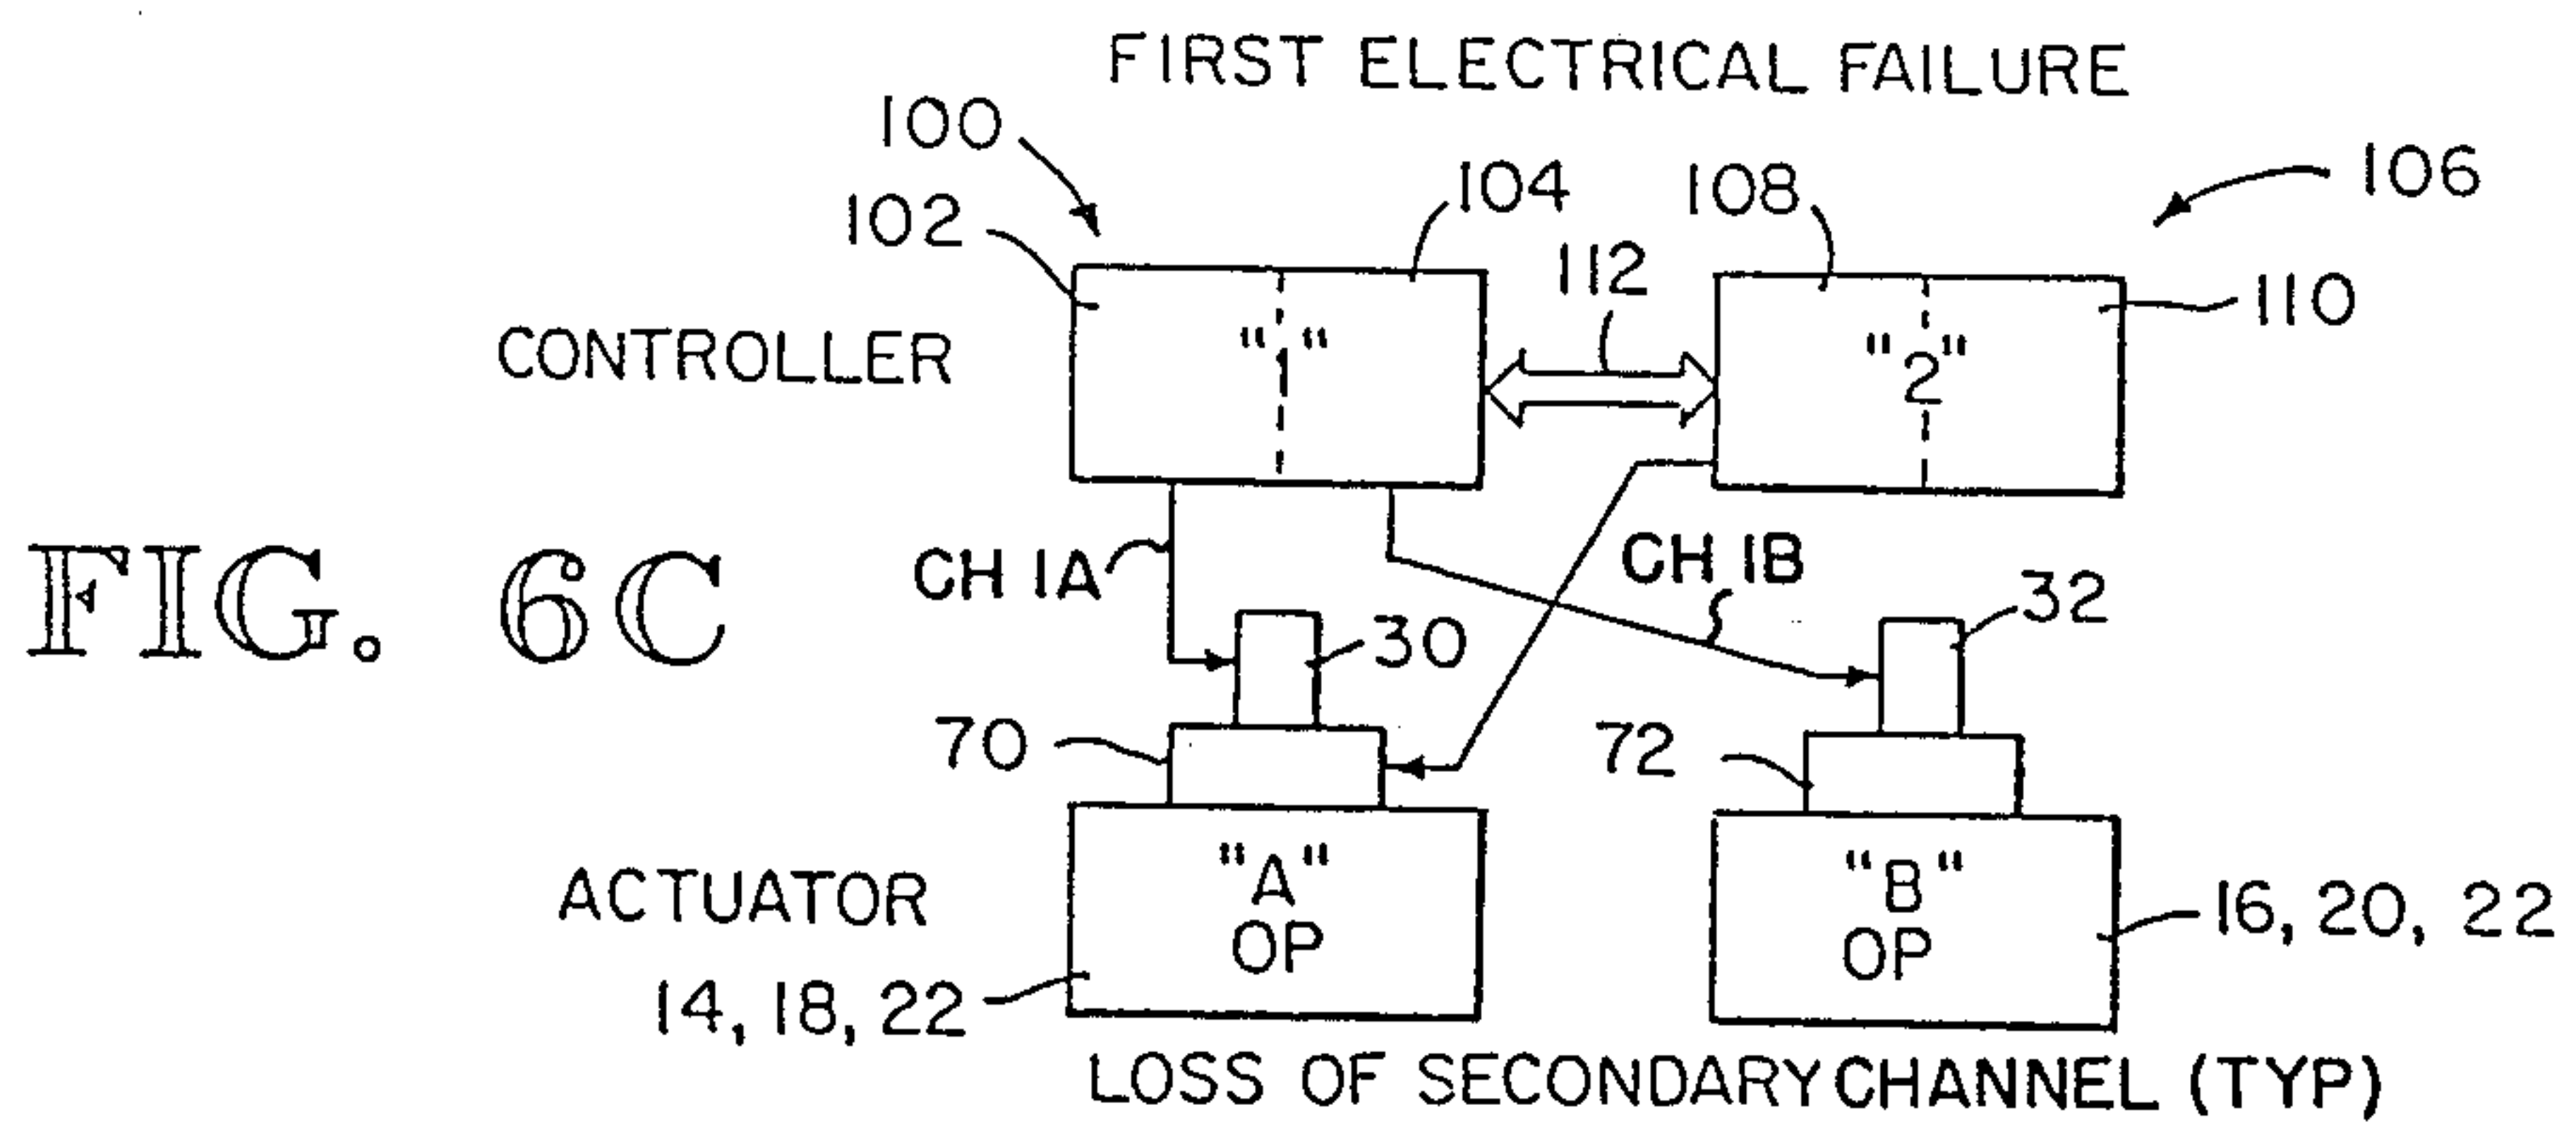 FIRST ELECTRICAL FAILURE
100
102
104
108
106
112
110
CONTROLLER
"1"
"2"
FIG. 6C
CH 1A
CH 1B
30
32
70
72
ACTUATOR
"A"
OP
"B"
OP
14, 18, 22
16, 20, 22
LOSS OF SECONDARY CHANNEL (TYP)